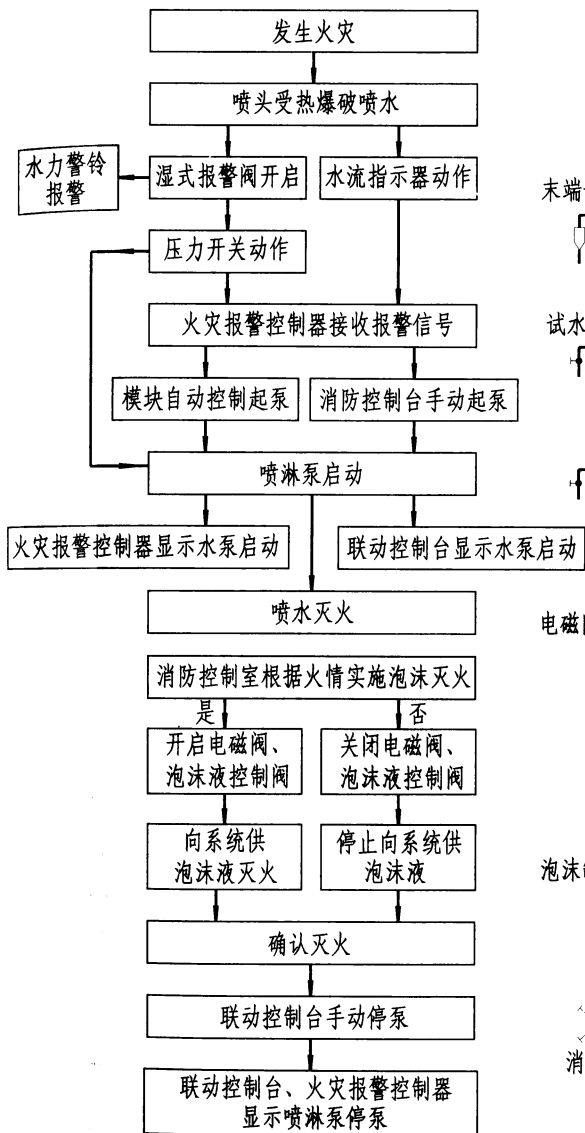 发生火灾
喷头受热爆破喷水
水力警铃
报警
湿式报警阀开启
水流指示器动作
末端
压力开关动作
火灾报警控制器接收报警信号
试水
模块自动控制起泵
消防控制台手动起泵
喷淋泵启动
火灾报警控制器显示水泵启动
联动控制台显示水泵启动
喷水灭火
电磁
消防控制室根据火情实施泡沫灭火
是
否
开启电磁阀、
泡沫液控制阀
关闭电磁阀、
泡沫液控制阀
向系统供
泡沫液灭火
停止向系统供
泡沫液
泡沫
确认灭火
联动控制台手动停泵
消
联动控制台、火灾报警控制器
显示喷淋泵停泵